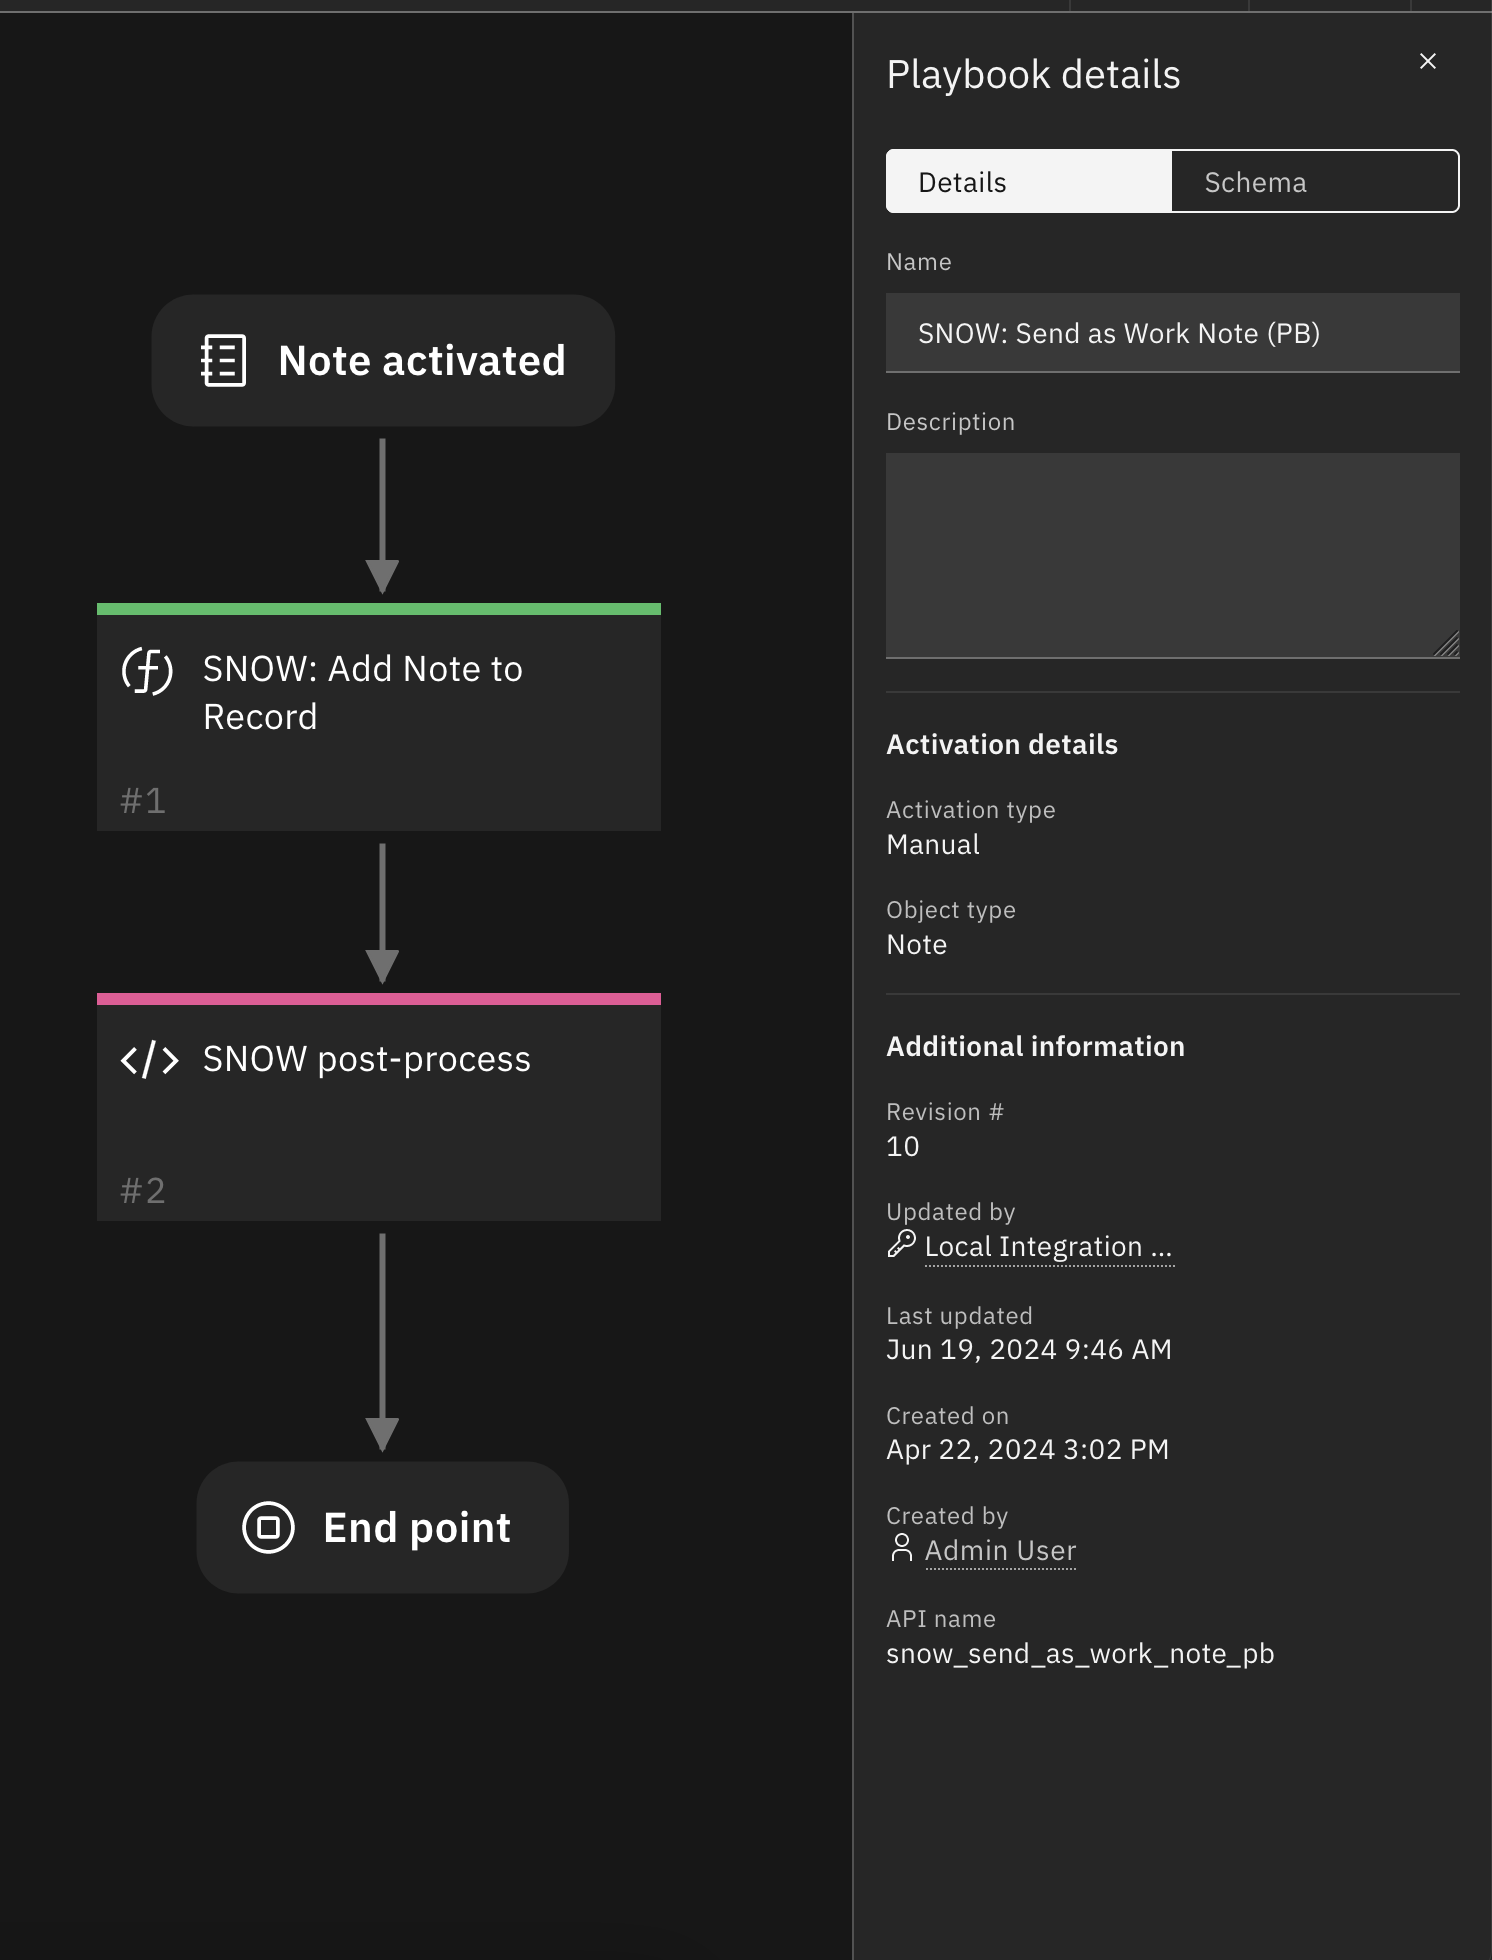 Note activated
SNOW: Add Note to
Record
#1
SNOW post-process
#2
End point
Playbook details
Details
Schema
Name
SNOW: Send as Work Note (PB)
Description
Activation details
Activation type
Manual
Object type
Note
Additional information
Revision #
10
Updated by
Local Integration ...
Last updated
Jun 19, 2024 9:46 AM
Created on
Apr 22, 2024 3:02 PM
Created by
Admin User
API name
snow_send_as_work_note_pb